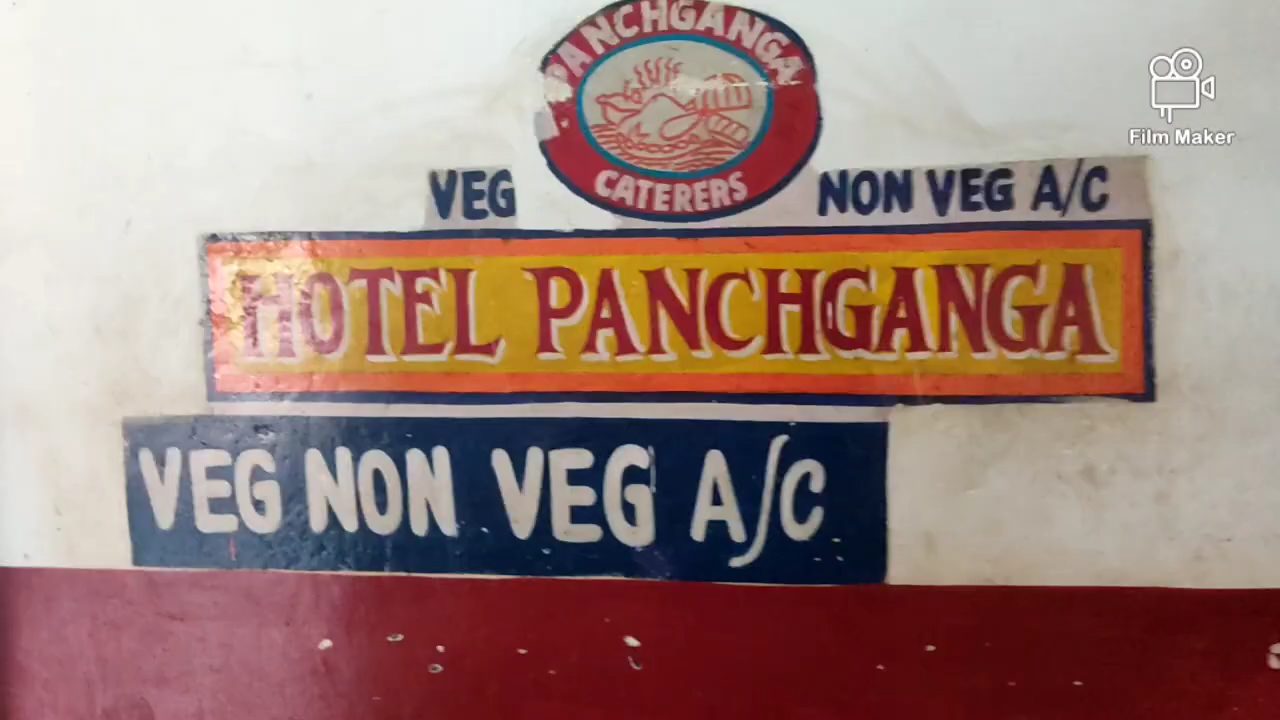 PANCHGANGA
CATERERS
Film Maker
VEG
NON VEG A/C
HOTEL PANCHGANGA
VEG NON VEG A/C